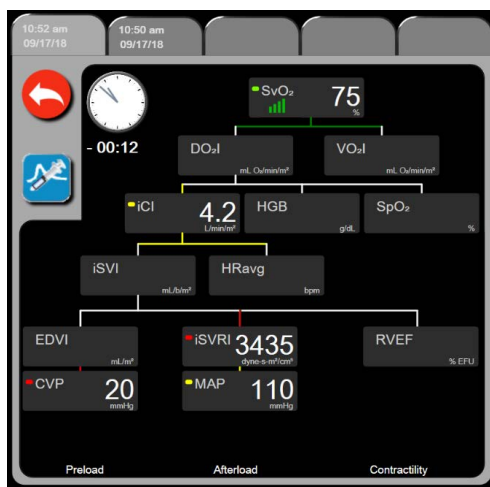 10:52 am
09/17/18
10:50 am
09/17/18
- 00:12
SvO₂ 75
%
DO₂I
mL O₂/min/m²
VO₂I
mL O₂/min/m²
iCI 4.2
L/min/m²
HGB
g/dL
SpO₂
%
iSVI
mL/b/m²
HRavg
bpm
EDVI
mL/m²
iSVRI 3435
dyne-s-m²/cm⁵
RVEF
% EFU
CVP 20
mmHg
MAP 110
mmHg
Preload
Afterload
Contractility